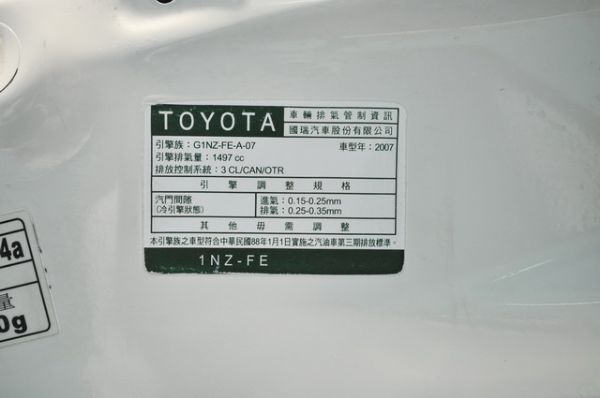 TOYOTA 車輛排氣管制資訊
國瑞汽車股份有限公司
引擎族：G1NZ-FE-A-07 車型年：2007
引擎排氣量：1497 cc
排放控制系統：3 CL/CAN/OTR
引擎調整規格
汽門間隙 進氣：0.15-0.25mm
(冷引擎狀態) 排氣：0.25-0.35mm
其他毋需調整
本引擎族之車型符合中華民國88年1月1日實施之汽油車第三期排放標準。
1NZ-FE
4a
量
0g